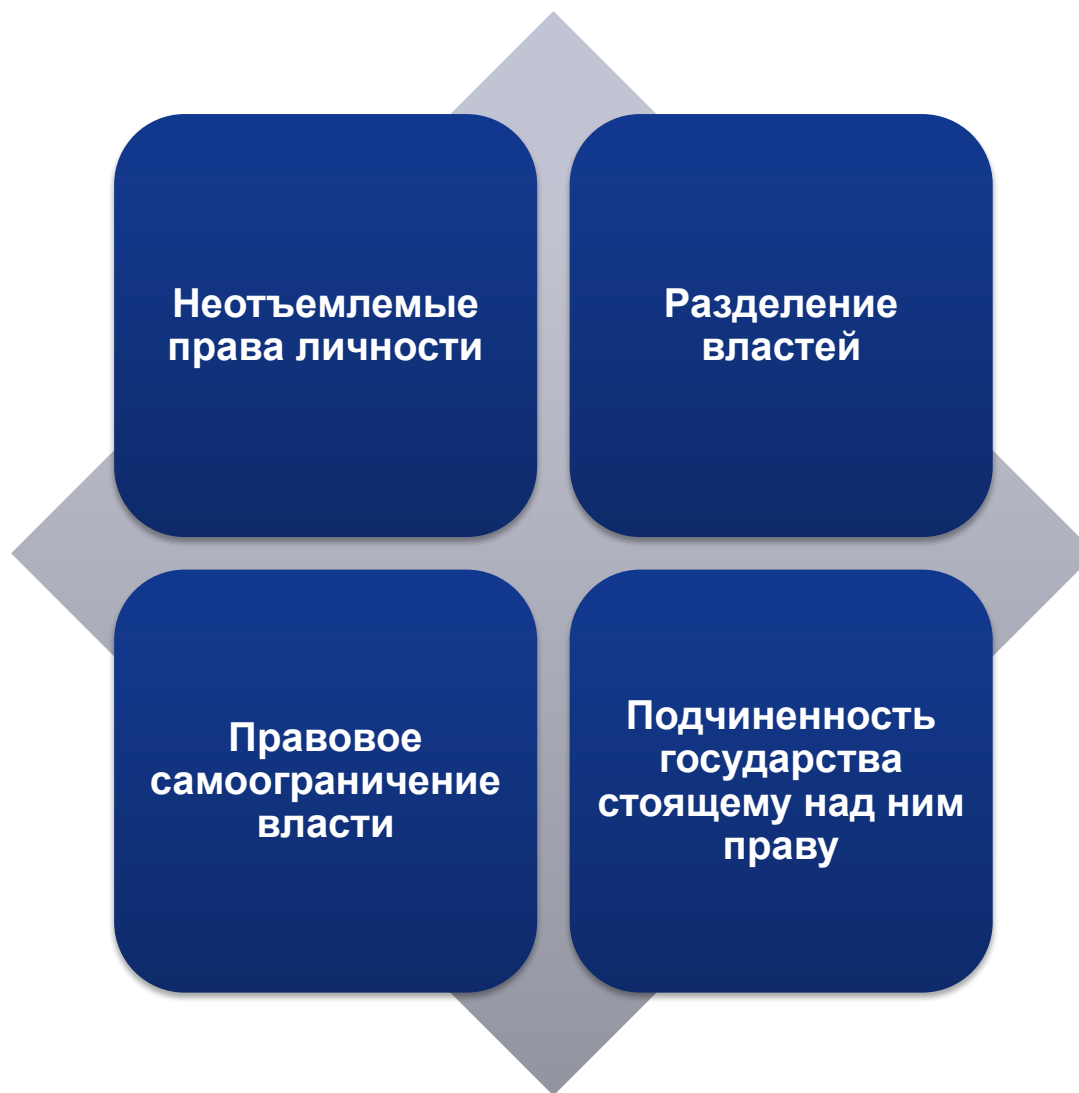 Неотъемлемые
права личности
Разделение
властей
Правовое
самоограничение
власти
Подчиненность
государства
стоящему над ним
праву